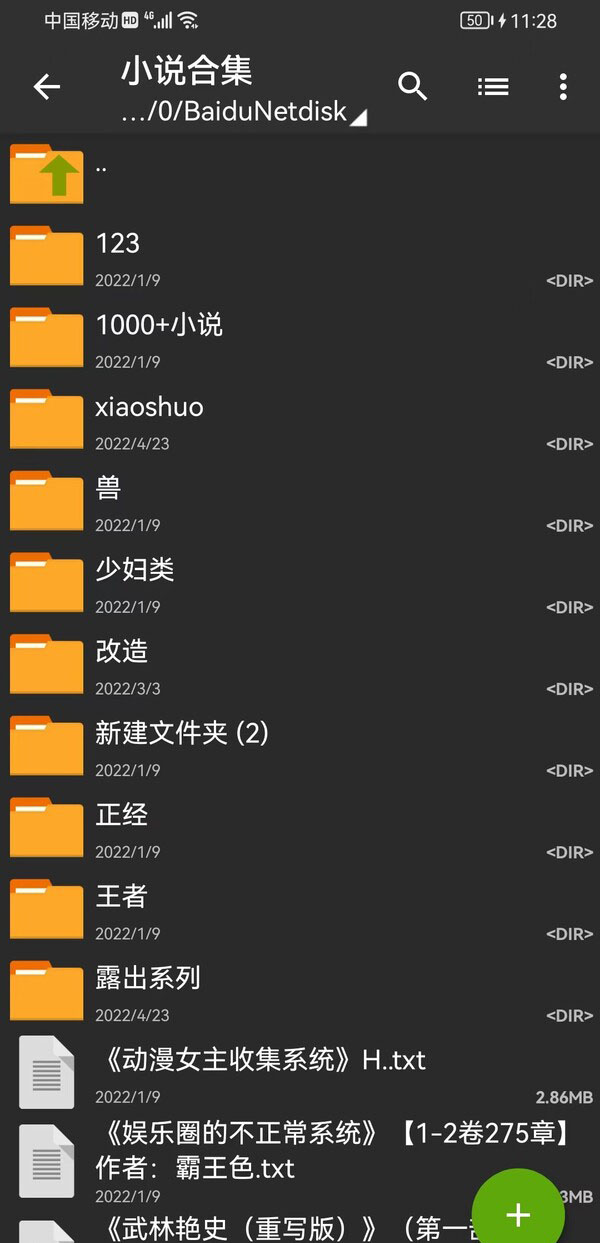 中国移动 HD 4G 50 11:28
小说合集
.../0/BaiduNetdisk
..
123
2022/1/9 <DIR>
1000+小说
2022/1/9 <DIR>
xiaoshuo
2022/4/23 <DIR>
兽
2022/1/9 <DIR>
少妇类
2022/1/9 <DIR>
改造
2022/3/3 <DIR>
新建文件夹 (2)
2022/1/9 <DIR>
正经
2022/1/9 <DIR>
王者
2022/1/9 <DIR>
露出系列
2022/4/23 <DIR>
《动漫女主收集系统》H..txt
2022/1/9 2.86MB
《娱乐圈的不正常系统》【1-2卷275章】
作者：霸王色.txt
2022/1/9 3MB
《武林艳史（重写版）》（第一